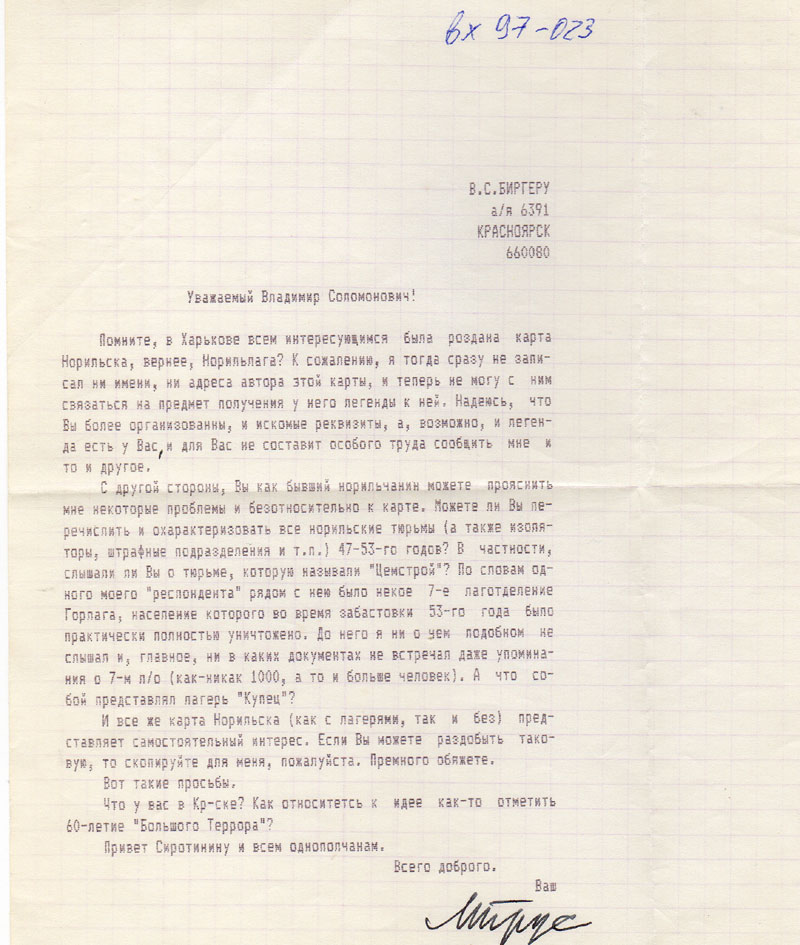 вх 97-023
В.С.БИРГЕРУ
а/я 6391
КРАСНОЯРСК
660080
Уважаемый Владимир Соломонович!
Помните, в Харькове всем интересующимся была роздана карта
Норильска, вернее, Норильлага? К сожалению, я тогда сразу не запи-
сал ни имени, ни адреса автора этой карты, и теперь не могу с ним
связаться на предмет получения у него легенды к ней. Надеюсь, что
Вы более организованны, и искомые реквизиты, а, возможно, и леген-
да есть у Вас, и для Вас не составит особого труда сообщить мне и
то и другое.
С другой стороны, Вы как бывший норильчанин можете прояснить
мне некоторые проблемы и безотносительно к карте. Можете ли Вы пе-
речислить и охарактеризовать все норильские тюрьмы (а также изоля-
торы, штрафные подразделения и т.п.) 47-53-го годов? В частности,
слышали ли Вы о тюрьме, которую называли "Цемстрой"? По словам од-
ного моего "респондента" рядом с нею было некое 7-е лаготделение
Горлага, население которого во время забастовки 53-го года было
практически полностью уничтожено. До него я ни о чем подобном не
слышал и, главное, ни в каких документах не встречал даже упомина-
ния о 7-м л/о (как-никак 1000, а то и больше человек). А что со-
бой представлял лагерь "Купец"?
И все же карта Норильска (как с лагерями, так и без) пред-
ставляет самостоятельный интерес. Если Вы можете раздобыть тако-
вую, то скопируйте для меня, пожалуйста. Премного обяжете.
Вот такие просьбы.
Что у вас в Кр-ске? Как относитетсь к идее как-то отметить
60-летие "Большого Террора"?
Привет Сиротинину и всем однополчанам.
Всего доброго.
Ваш